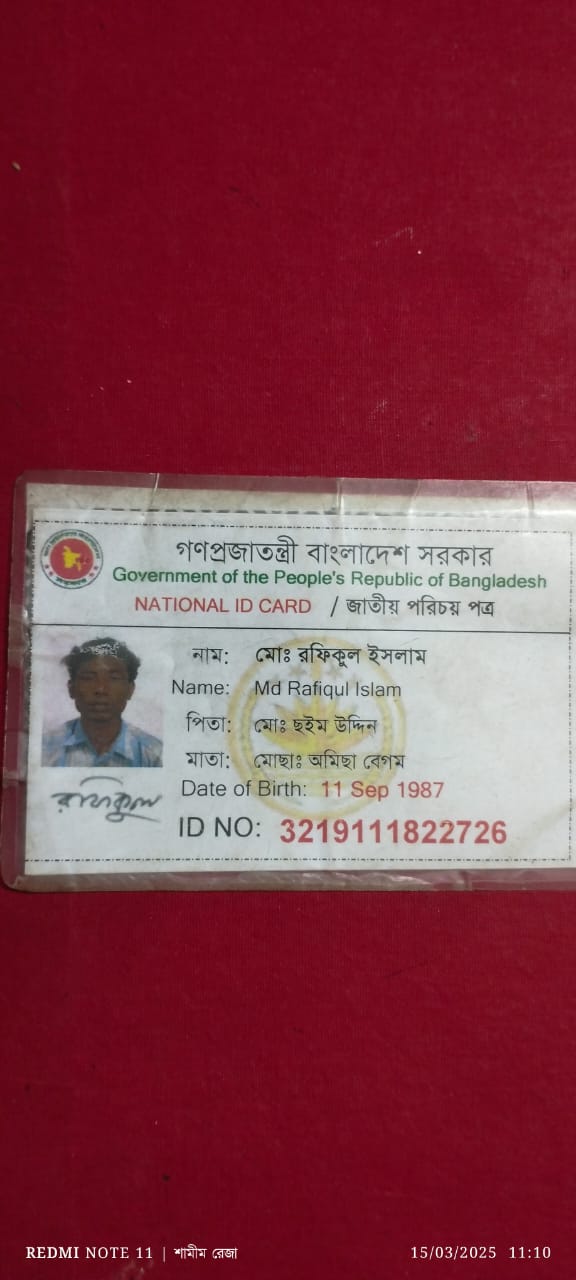 গণপ্রজাতন্ত্রী বাংলাদেশ সরকার
Government of the People's Republic of Bangladesh
NATIONAL ID CARD / জাতীয় পরিচয় পত্র
নাম: মোঃ রফিকুল ইসলাম
Name: Md Rafiqul Islam
পিতা: মোঃ ছইম উদ্দিন
মাতা: মোছাঃ অমিছা বেগম
Date of Birth: 11 Sep 1987
ID NO: 3219111822726
রফিকুল
REDMI NOTE 11 | শামীম রেজা
15/03/2025 11:10